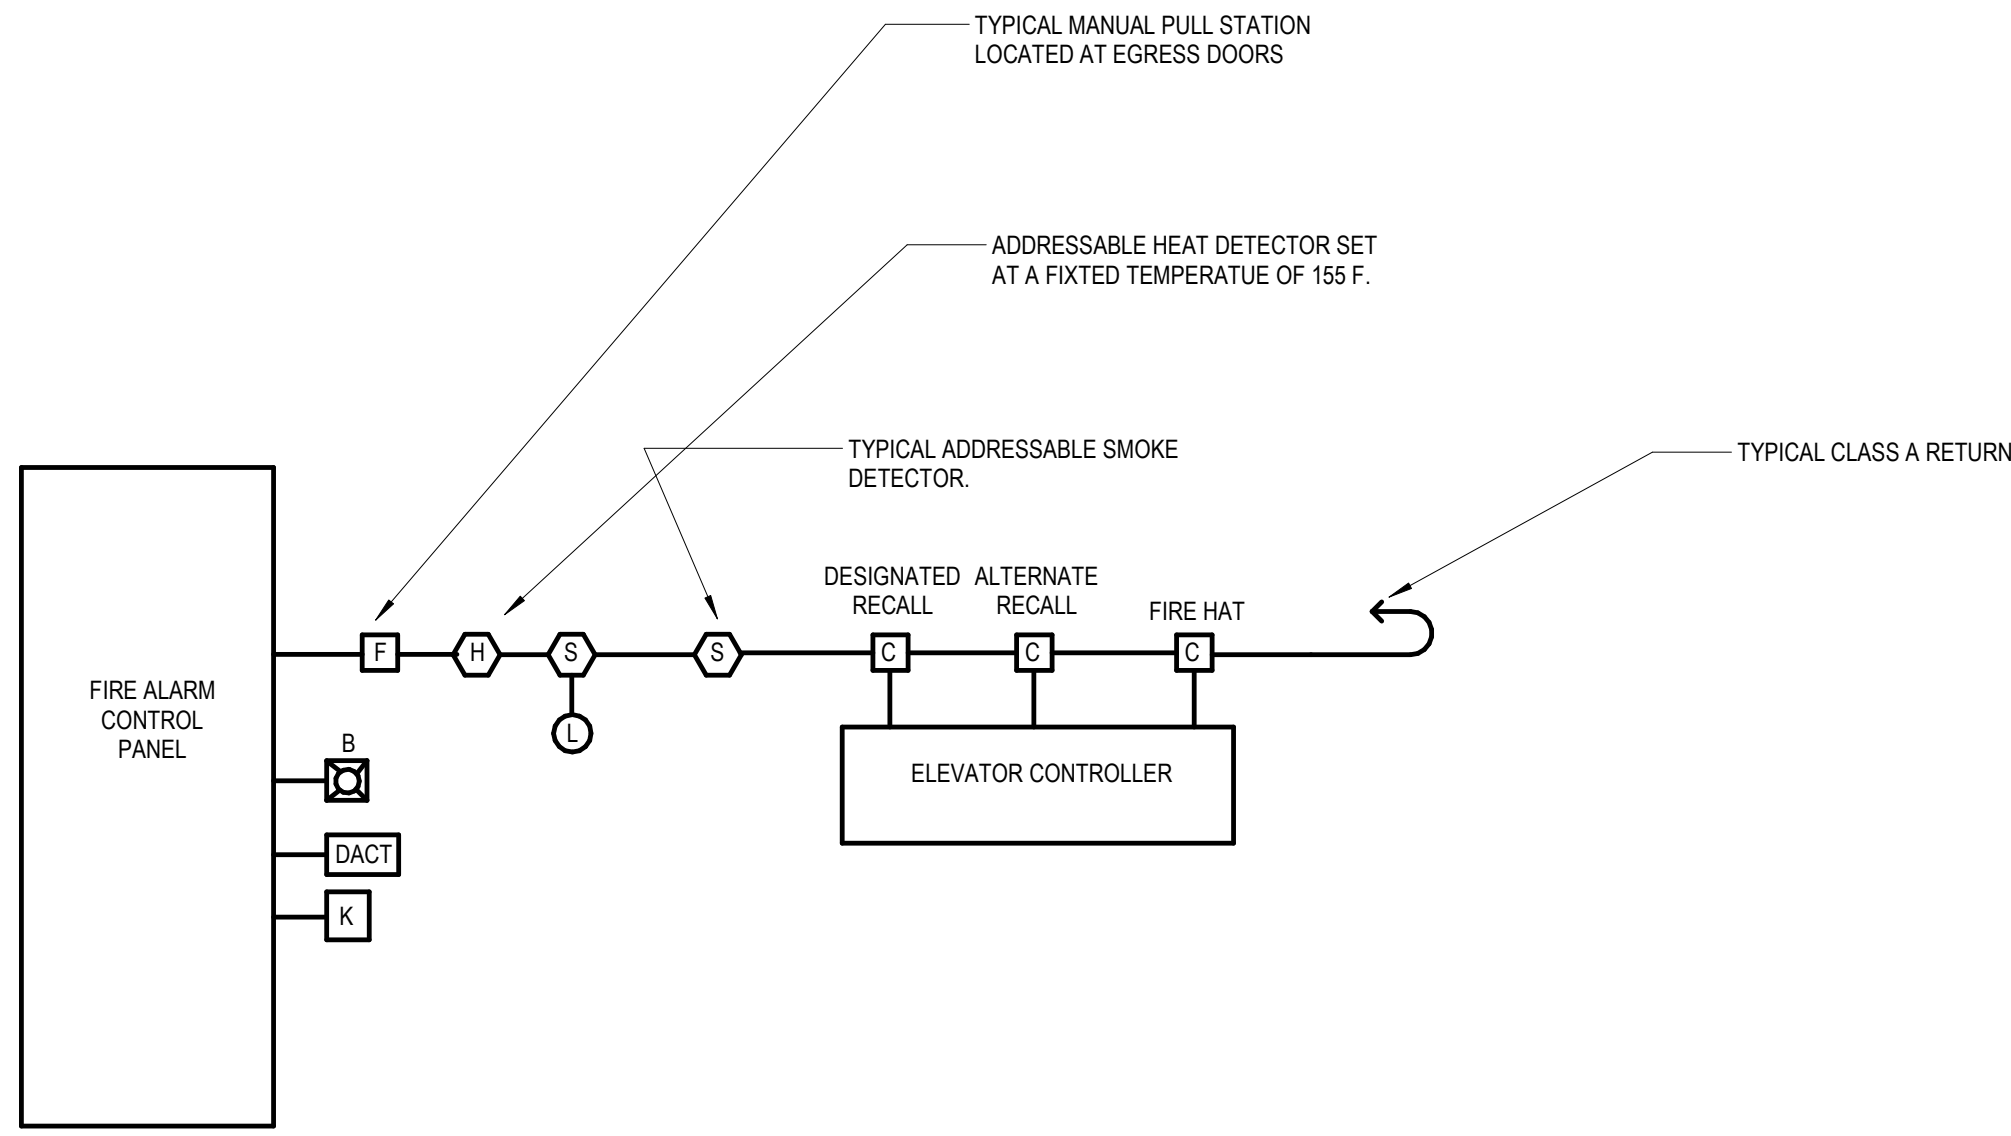 TYPICAL MANUAL PULL STATION
LOCATED AT EGRESS DOORS
ADDRESSABLE HEAT DETECTOR SET
AT A FIXTED TEMPERATUE OF 155 F.
TYPICAL ADDRESSABLE SMOKE
DETECTOR.
TYPICAL CLASS A RETURN
DESIGNATED
RECALL
ALTERNATE
RECALL
FIRE HAT
F
H
S
S
C
C
C
L
FIRE ALARM
CONTROL
PANEL
B
ELEVATOR CONTROLLER
DACT
K